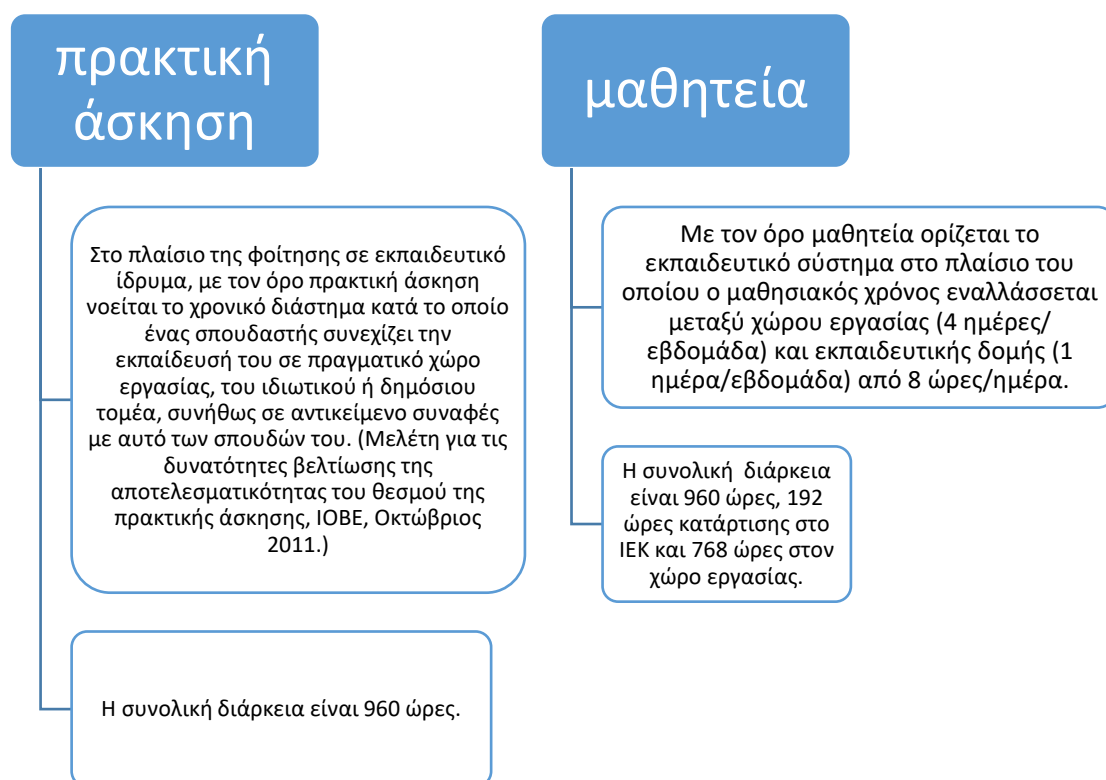 πρακτική
άσκηση
Στο πλαίσιο της φοίτησης σε εκπαιδευτικό
ίδρυμα, με τον όρο πρακτική άσκηση
νοείται το χρονικό διάστημα κατά το οποίο
ένας σπουδαστής συνεχίζει την
εκπαίδευσή του σε πραγματικό χώρο
εργασίας, του ιδιωτικού ή δημόσιου
τομέα, συνήθως σε αντικείμενο συναφές
με αυτό των σπουδών του. (Μελέτη για τις
δυνατότητες βελτίωσης της
αποτελεσματικότητας του θεσμού της
πρακτικής άσκησης, ΙΟΒΕ, Οκτώβριος
2011.)
Η συνολική διάρκεια είναι 960 ώρες.
μαθητεία
Με τον όρο μαθητεία ορίζεται το
εκπαιδευτικό σύστημα στο πλαίσιο του
οποίου ο μαθησιακός χρόνος εναλλάσσεται
μεταξύ χώρου εργασίας (4 ημέρες/
εβδομάδα) και εκπαιδευτικής δομής (1
ημέρα/εβδομάδα) από 8 ώρες/ημέρα.
Η συνολική διάρκεια
είναι 960 ώρες, 192
ώρες κατάρτισης στο
ΙΕΚ και 768 ώρες στον
χώρο εργασίας.